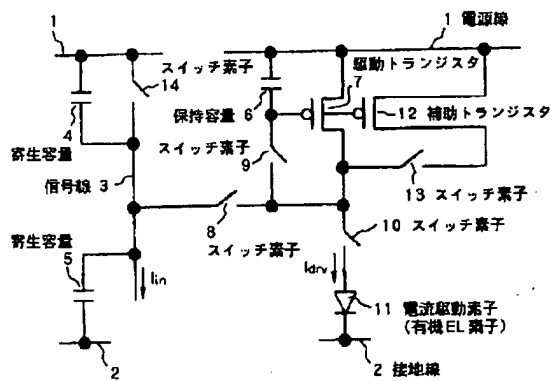 1
1 電源線
スイッチ素子
14
駆動トランジスタ
7
4
寄生容量
保持容量 6
12 補助トランジスタ
スイッチ素子
9
信号線 3
13 スイッチ素子
8
スイッチ素子
10 スイッチ素子
寄生容量
5
Iin
Idrv
11 電流駆動素子
(有機EL素子)
2
2 接地線